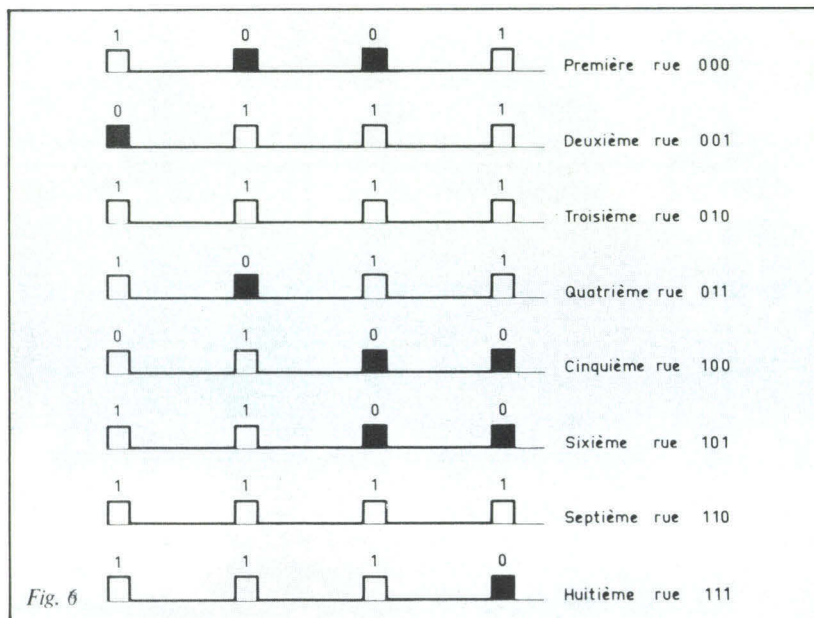 1 0 0 1
Première rue 000
0 1 1 1
Deuxième rue 001
1 1 1 1
Troisième rue 010
1 0 1 1
Quatrième rue 011
0 1 0 0
Cinquième rue 100
1 1 0 0
Sixième rue 101
1 1 1 1
Septième rue 110
1 1 1 0
Huitième rue 111
Fig. 6